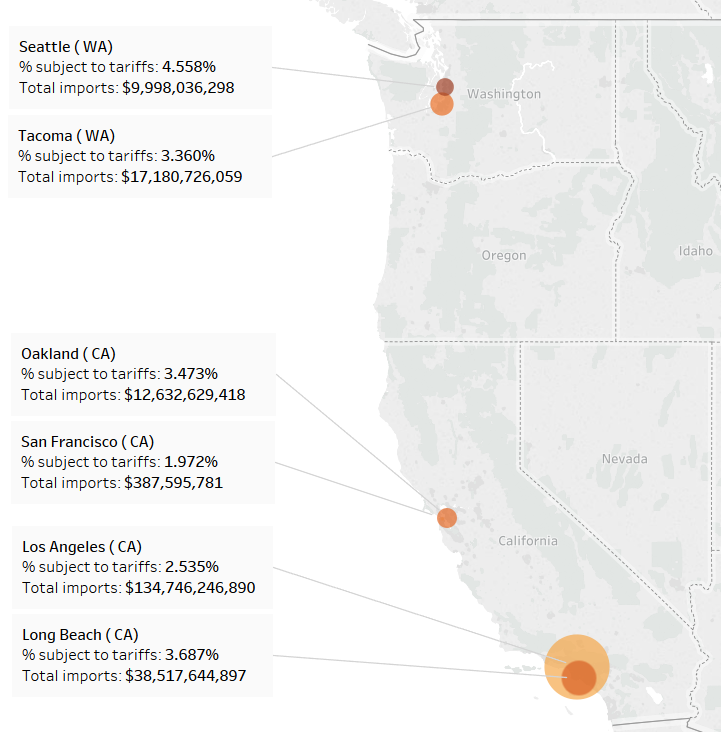 Seattle ( WA)
% subject to tariffs: 4.558%
Total imports: $9,998,036,298
Washington
Tacoma ( WA)
% subject to tariffs: 3.360%
Total imports: $17,180,726,059
Oregon
Idaho
Oakland ( CA)
% subject to tariffs: 3.473%
Total imports: $12,632,629,418
San Francisco ( CA)
% subject to tariffs: 1.972%
Total imports: $387,595,781
Nevada
California
Los Angeles ( CA)
% subject to tariffs: 2.535%
Total imports: $134,746,246,890
Long Beach ( CA)
% subject to tariffs: 3.687%
Total imports: $38,517,644,897